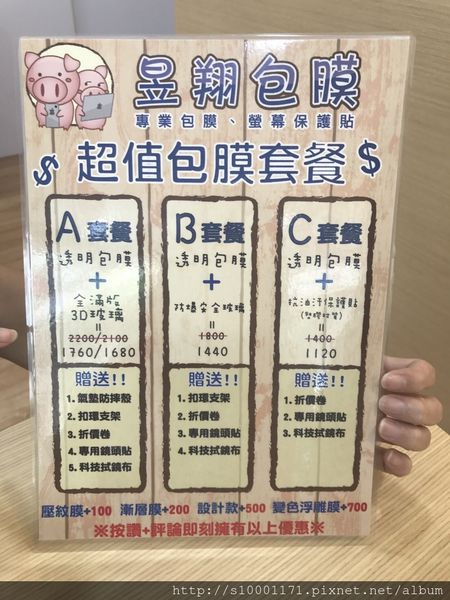 昱翔包膜
專業包膜、螢幕保護貼
$ 超值包膜套餐 $
A 套餐
透明包膜
+
全滿版
3D玻璃
=
2200/2100
1760/1680
贈送!!
1. 氣墊防摔殼
2. 扣環支架
3. 折價卷
4. 專用鏡頭貼
5. 科技拭鏡布
B 套餐
透明包膜
+
防爆安全玻璃
=
1800
1440
贈送!!
1. 扣環支架
2. 折價卷
3. 專用鏡頭貼
4. 科技拭鏡布
C 套餐
透明包膜
+
抗油汙保護貼
(塑膠材質)
=
1400
1120
贈送!!
1. 折價卷
2. 專用鏡頭貼
3. 科技拭鏡布
壓紋膜+100 漸層膜+200 設計款+500 變色浮雕膜+700
※按讚+評論即刻擁有以上優惠※
http://s10001171.pixnet.net/album